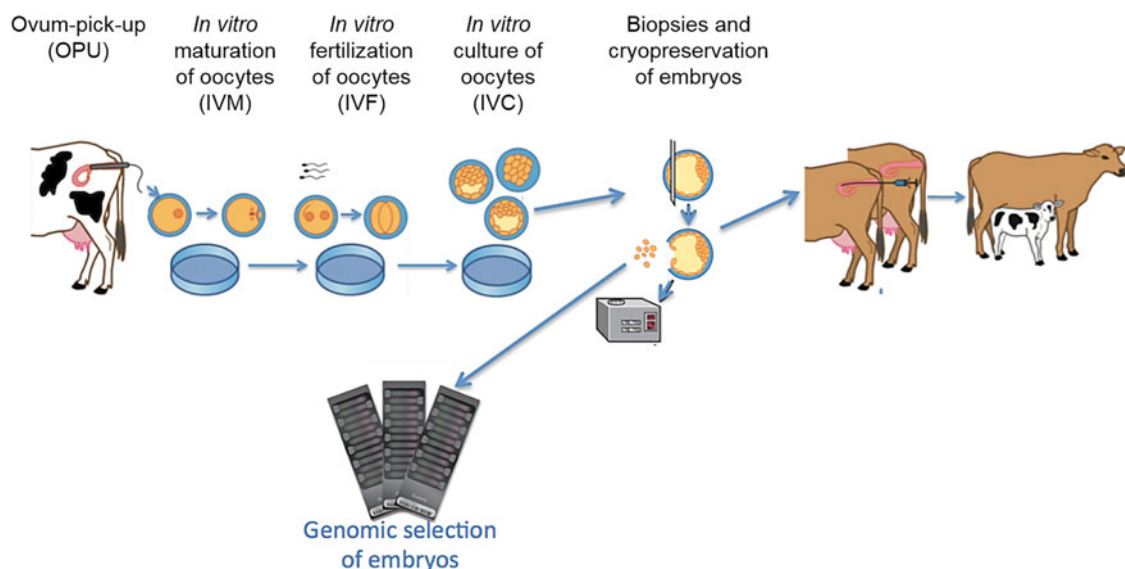 Ovum-pick-up
(OPU)
In vitro
maturation
of oocytes
(IVM)
In vitro
fertilization
of oocytes
(IVF)
In vitro
culture of
oocytes
(IVC)
Biopsies and
cryopreservation
of embryos
Genomic selection
of embryos